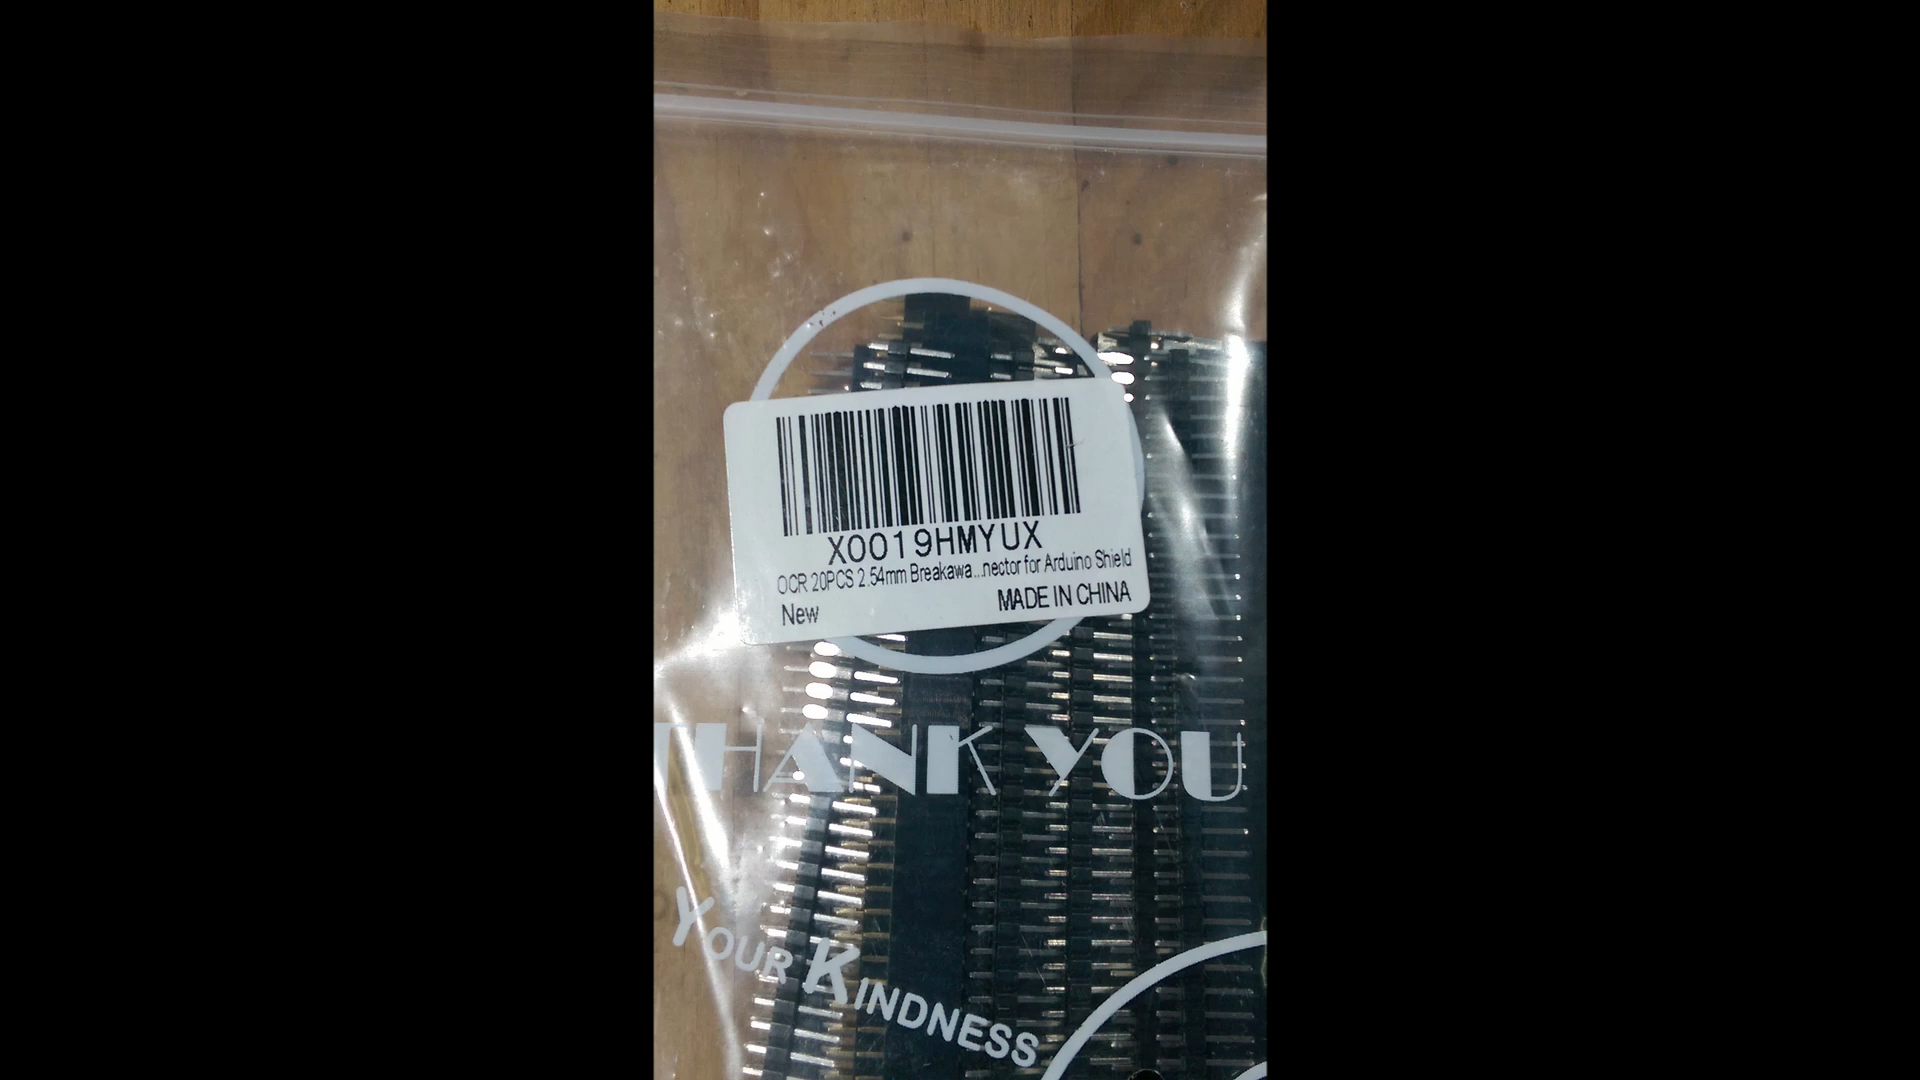 X0019HMYUX
OCR 20PCS 2.54mm Breakawa...nector for Arduino Shield
New MADE IN CHINA
THANK YOU
YOUR KINDNESS